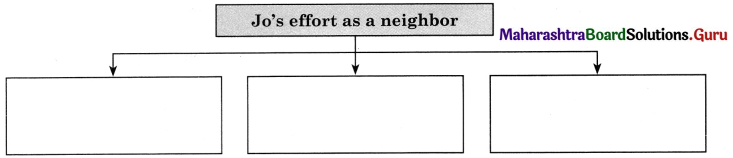 Jo's effort as a neighbor
MaharashtraBoardSolutions.Guru